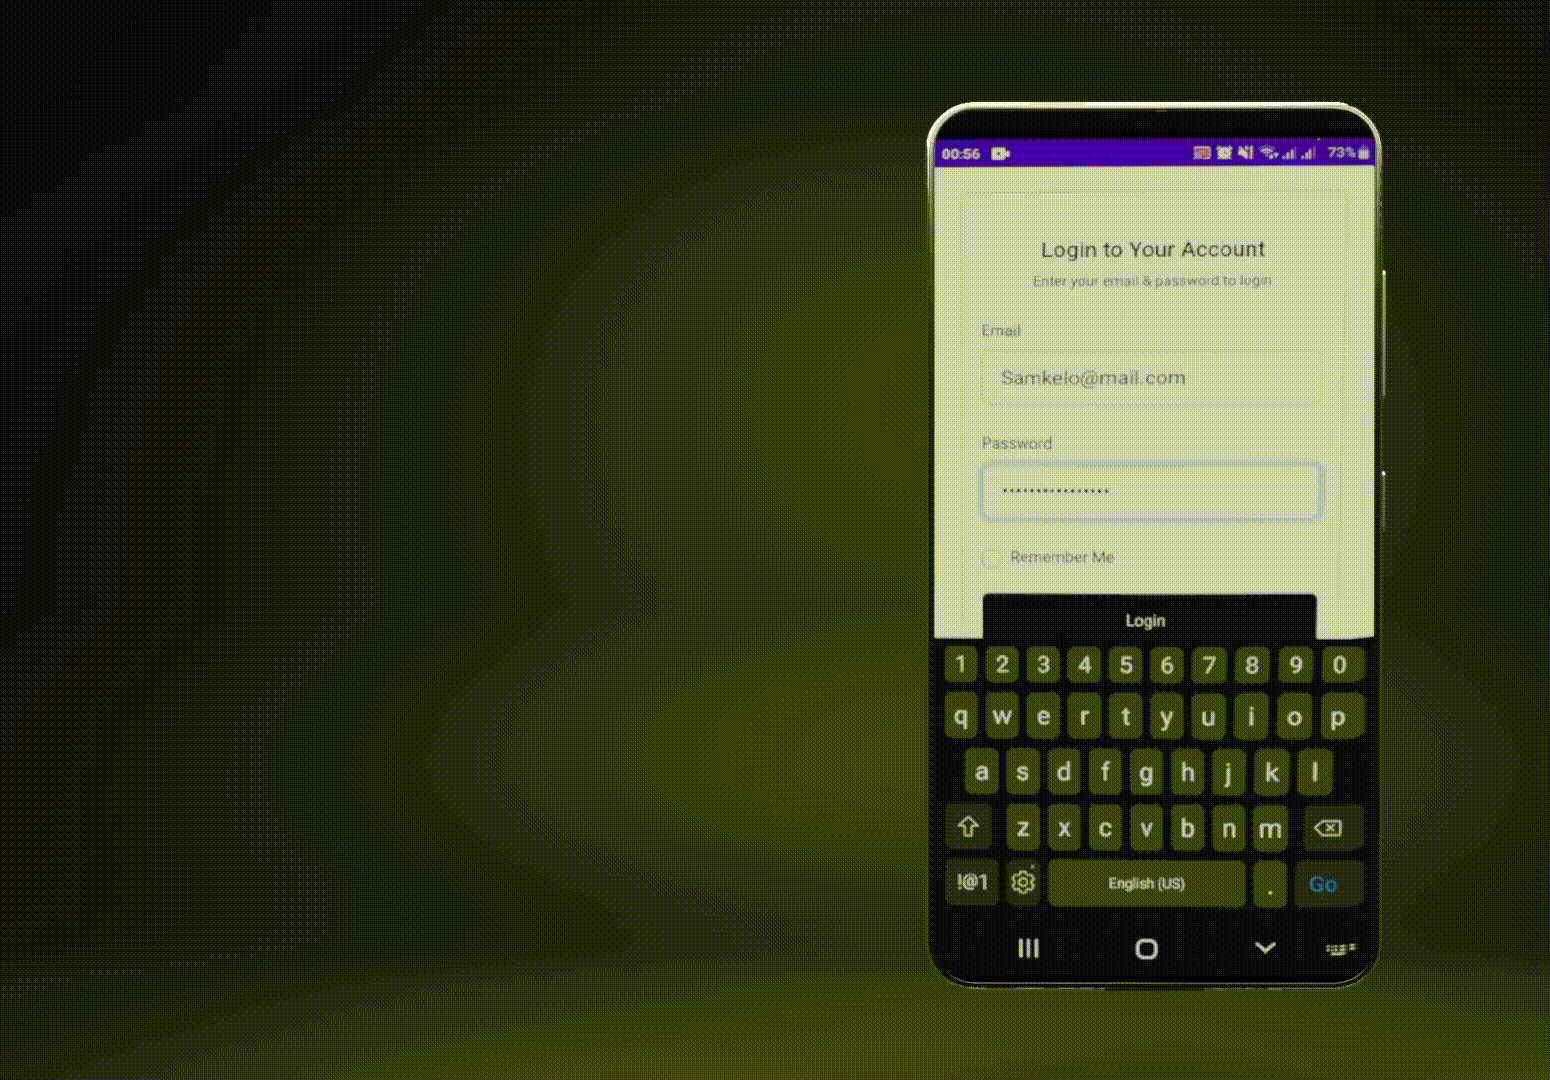 00:56 73%
Login to Your Account
Enter your email & password to login
Email
Samkelo@mail.com
Password
••••••••••••••••
Remember Me
Login
1 2 3 4 5 6 7 8 9 0
q w e r t y u i o p
a s d f g h j k l
z x c v b n m
!@1 English (US) . Go